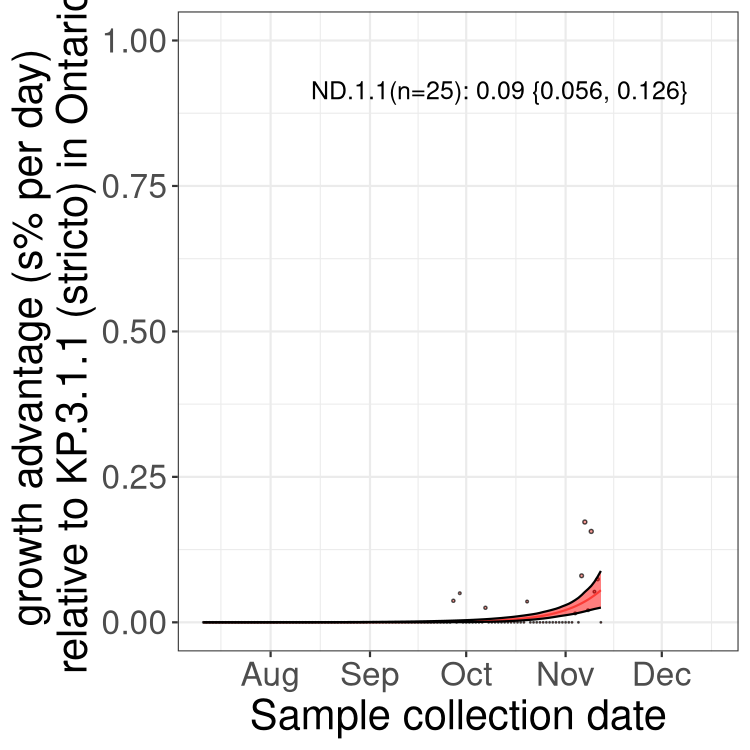 growth advantage (s% per day)
relative to KP.3.1.1 (stricto) in Ontario
1.00
0.75
0.50
0.25
0.00
ND.1.1(n=25): 0.09 {0.056, 0.126}
Aug Sep Oct Nov Dec
Sample collection date